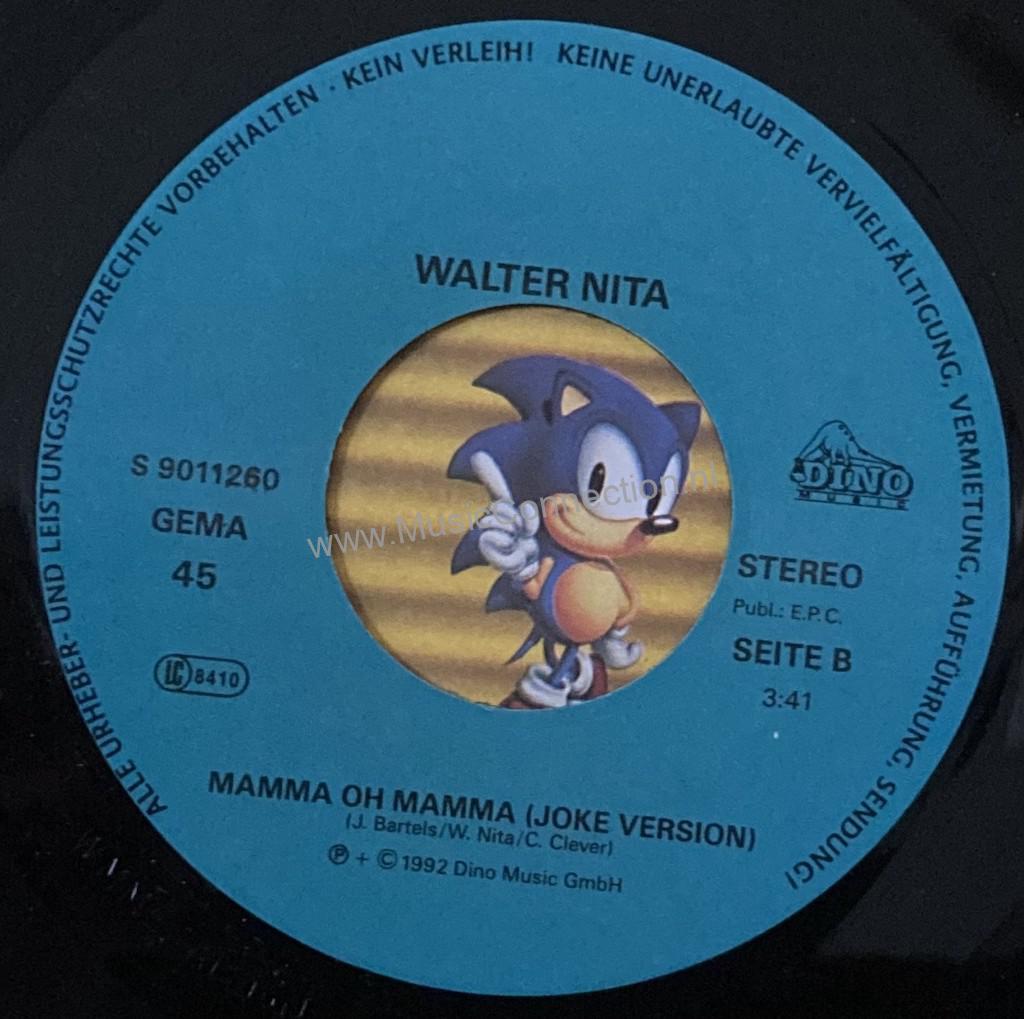 ALLE URHEBER- UND LEISTUNGSSCHUTZRECHTE VORBEHALTEN · KEIN VERLEIH! KEINE UNERLAUBTE VERVIELFÄLTIGUNG, VERMIETUNG, AUFFÜHRUNG, SENDUNG!
WALTER NITA
S 9011260
GEMA
45
LC 8410
www.MusicConnection.nl
DINO
MUSIC
STEREO
Publ.: E.P.C.
SEITE B
3:41
MAMMA OH MAMMA (JOKE VERSION)
(J. Bartels/W. Nita/C. Clever)
℗ + © 1992 Dino Music GmbH